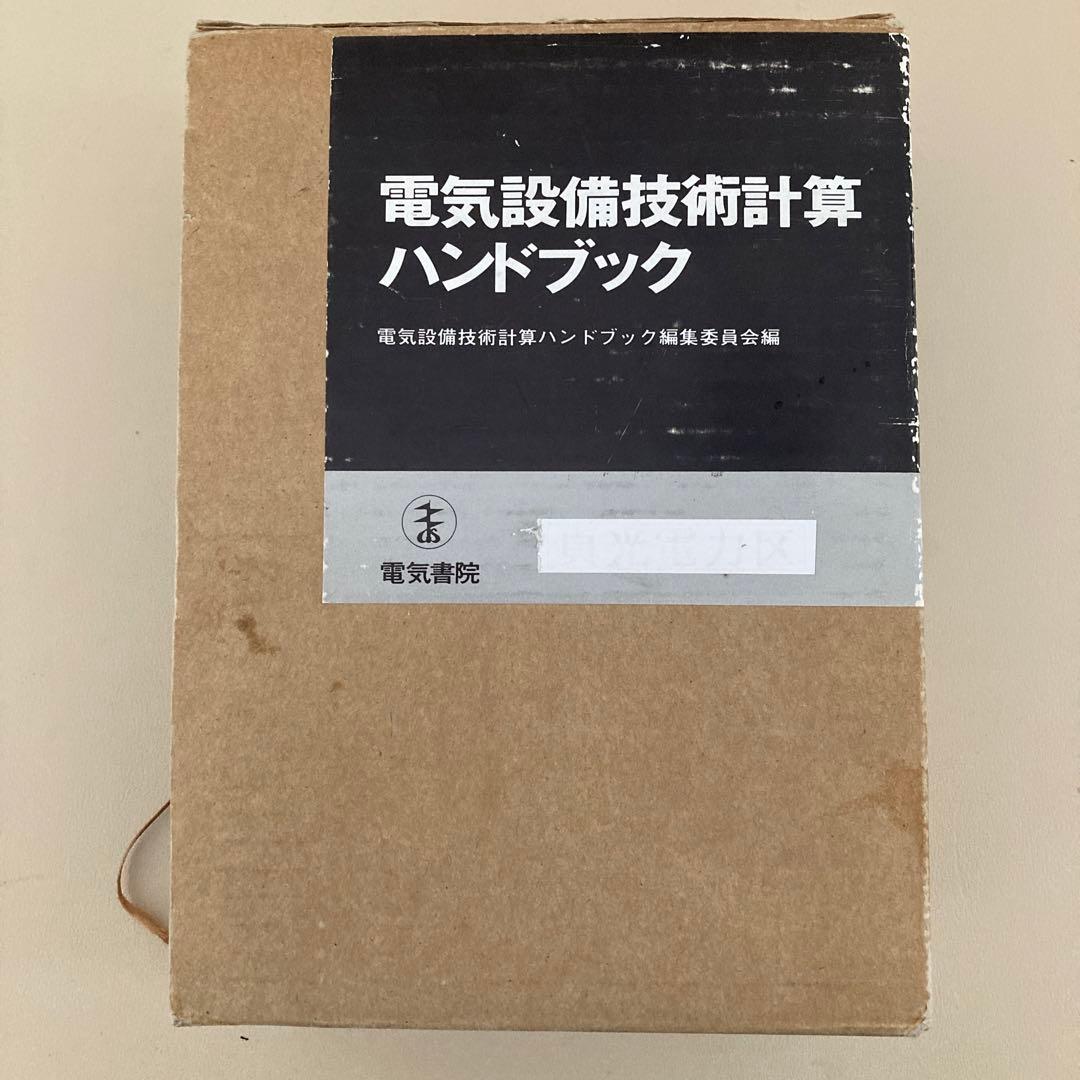 電気設備技術計算
ハンドブック
電気設備技術計算ハンドブック編集委員会編
電気書院